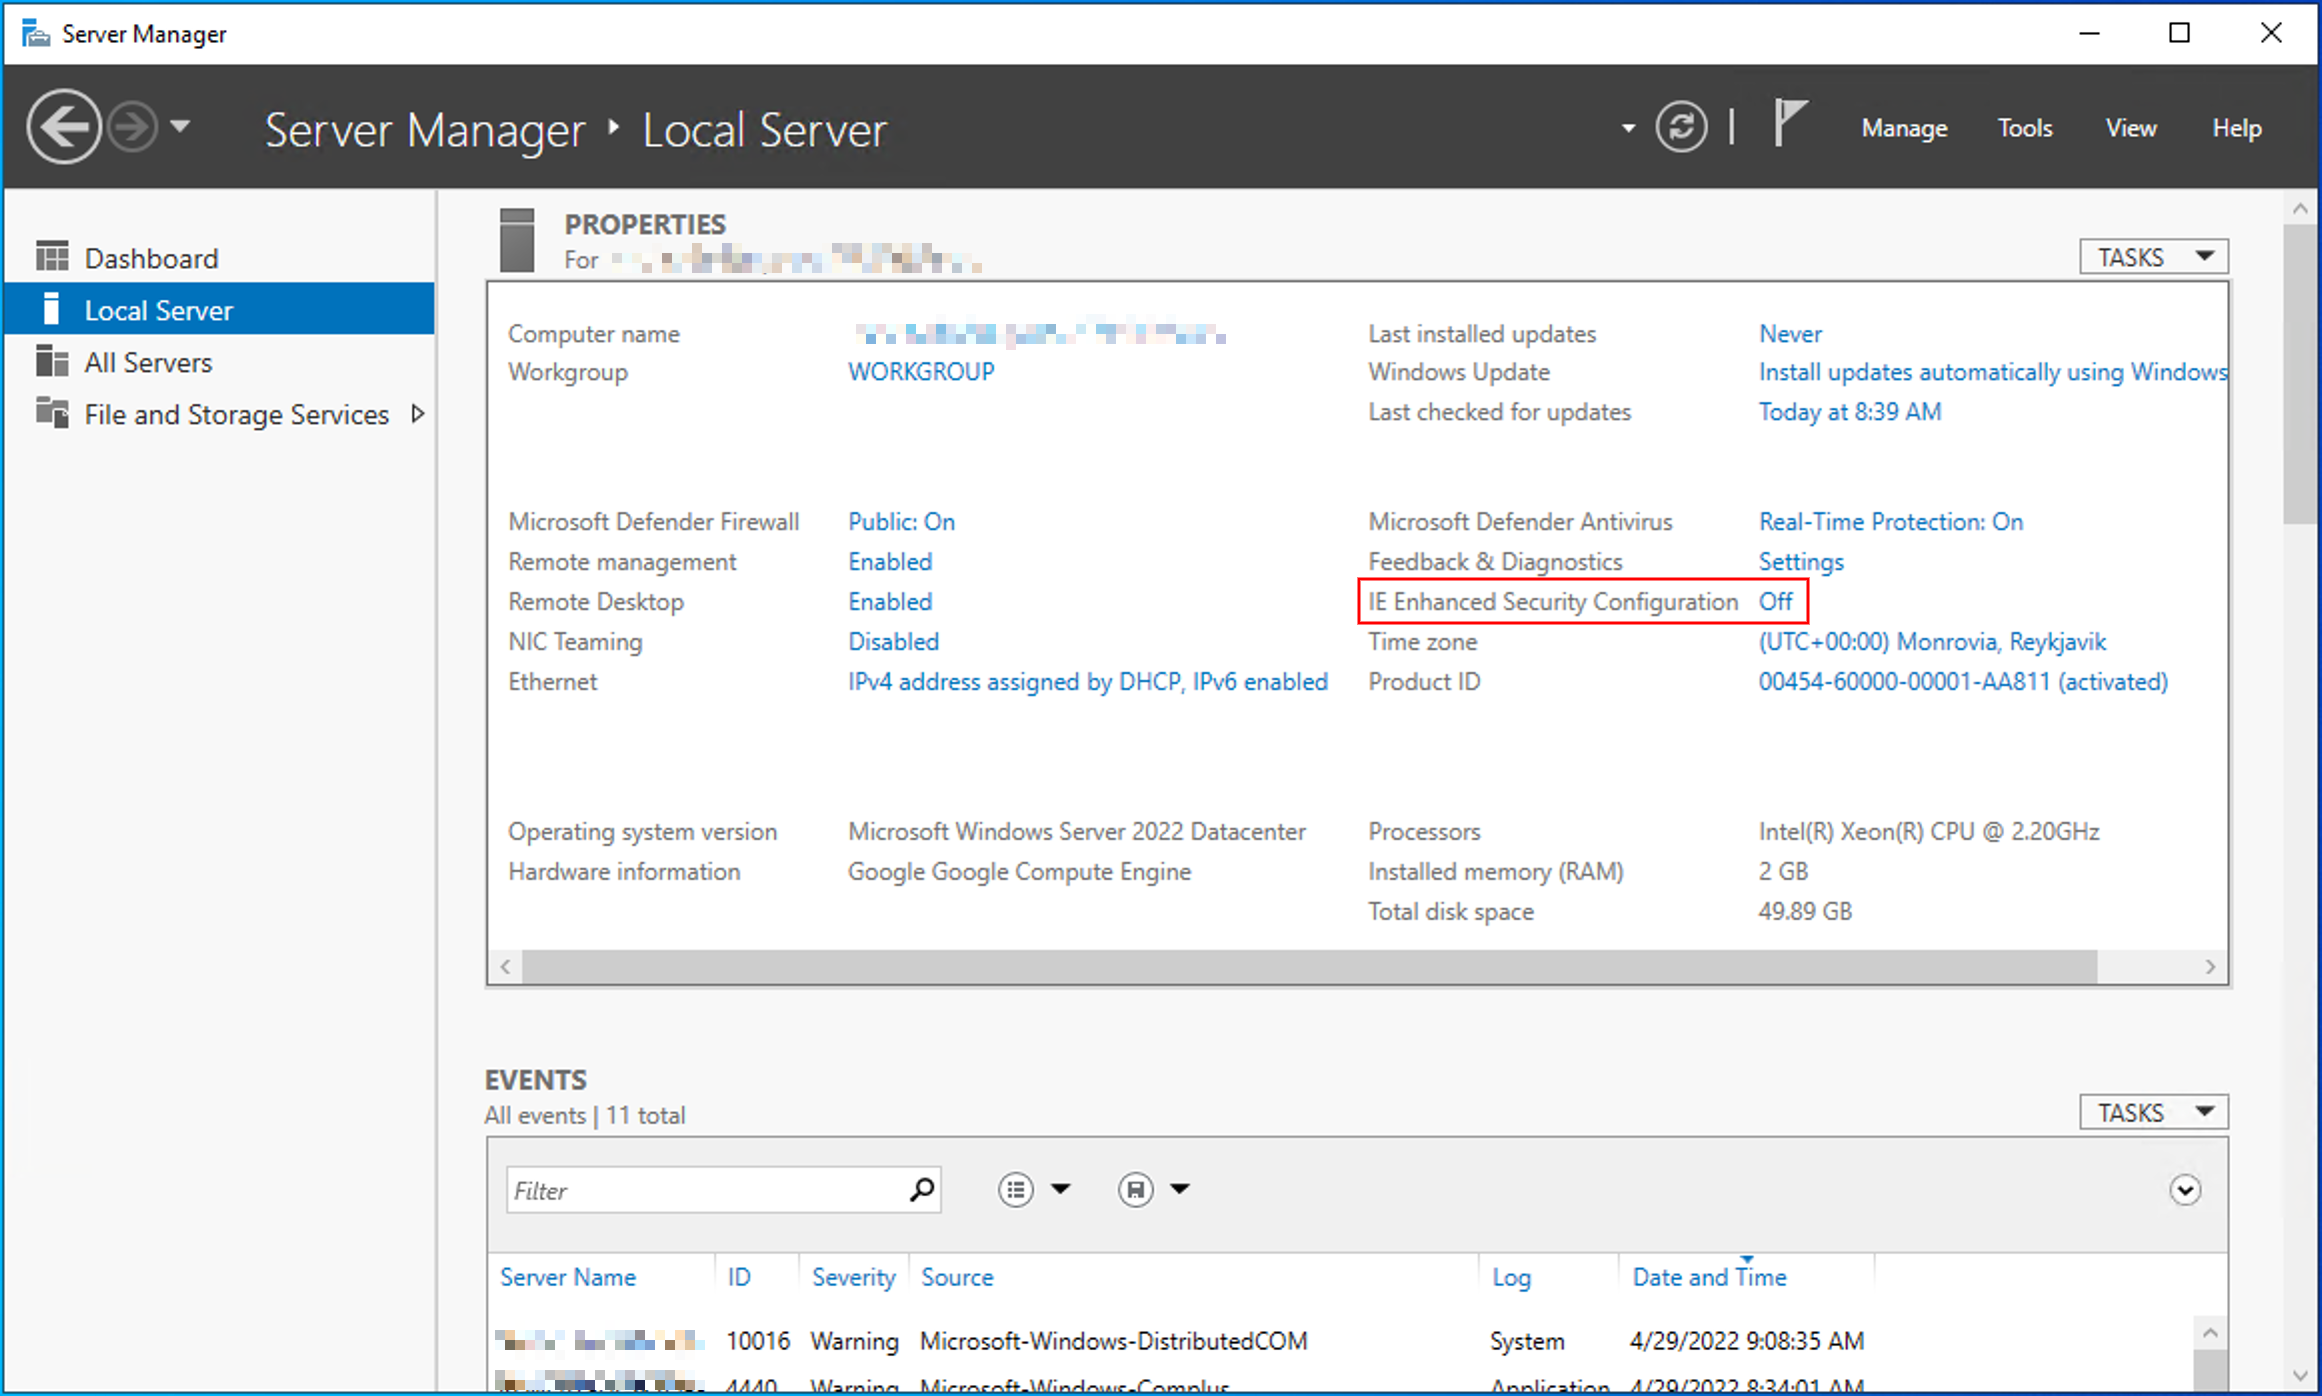 Server Manager
Server Manager ‣ Local Server
Manage Tools View Help
Dashboard
Local Server
All Servers
File and Storage Services
PROPERTIES
For
TASKS
Computer name
Workgroup WORKGROUP
Last installed updates Never
Windows Update Install updates automatically using Windows
Last checked for updates Today at 8:39 AM
Microsoft Defender Firewall Public: On
Remote management Enabled
Remote Desktop Enabled
NIC Teaming Disabled
Ethernet IPv4 address assigned by DHCP, IPv6 enabled
Microsoft Defender Antivirus Real-Time Protection: On
Feedback & Diagnostics Settings
IE Enhanced Security Configuration Off
Time zone (UTC+00:00) Monrovia, Reykjavik
Product ID 00454-60000-00001-AA811 (activated)
Operating system version Microsoft Windows Server 2022 Datacenter
Hardware information Google Google Compute Engine
Processors Intel(R) Xeon(R) CPU @ 2.20GHz
Installed memory (RAM) 2 GB
Total disk space 49.89 GB
EVENTS
All events | 11 total
TASKS
Filter
Server Name ID Severity Source Log Date and Time
10016 Warning Microsoft-Windows-DistributedCOM System 4/29/2022 9:08:35 AM
4440 Warning Microsoft-Windows-Complus Application 4/29/2022 8:34:01 AM